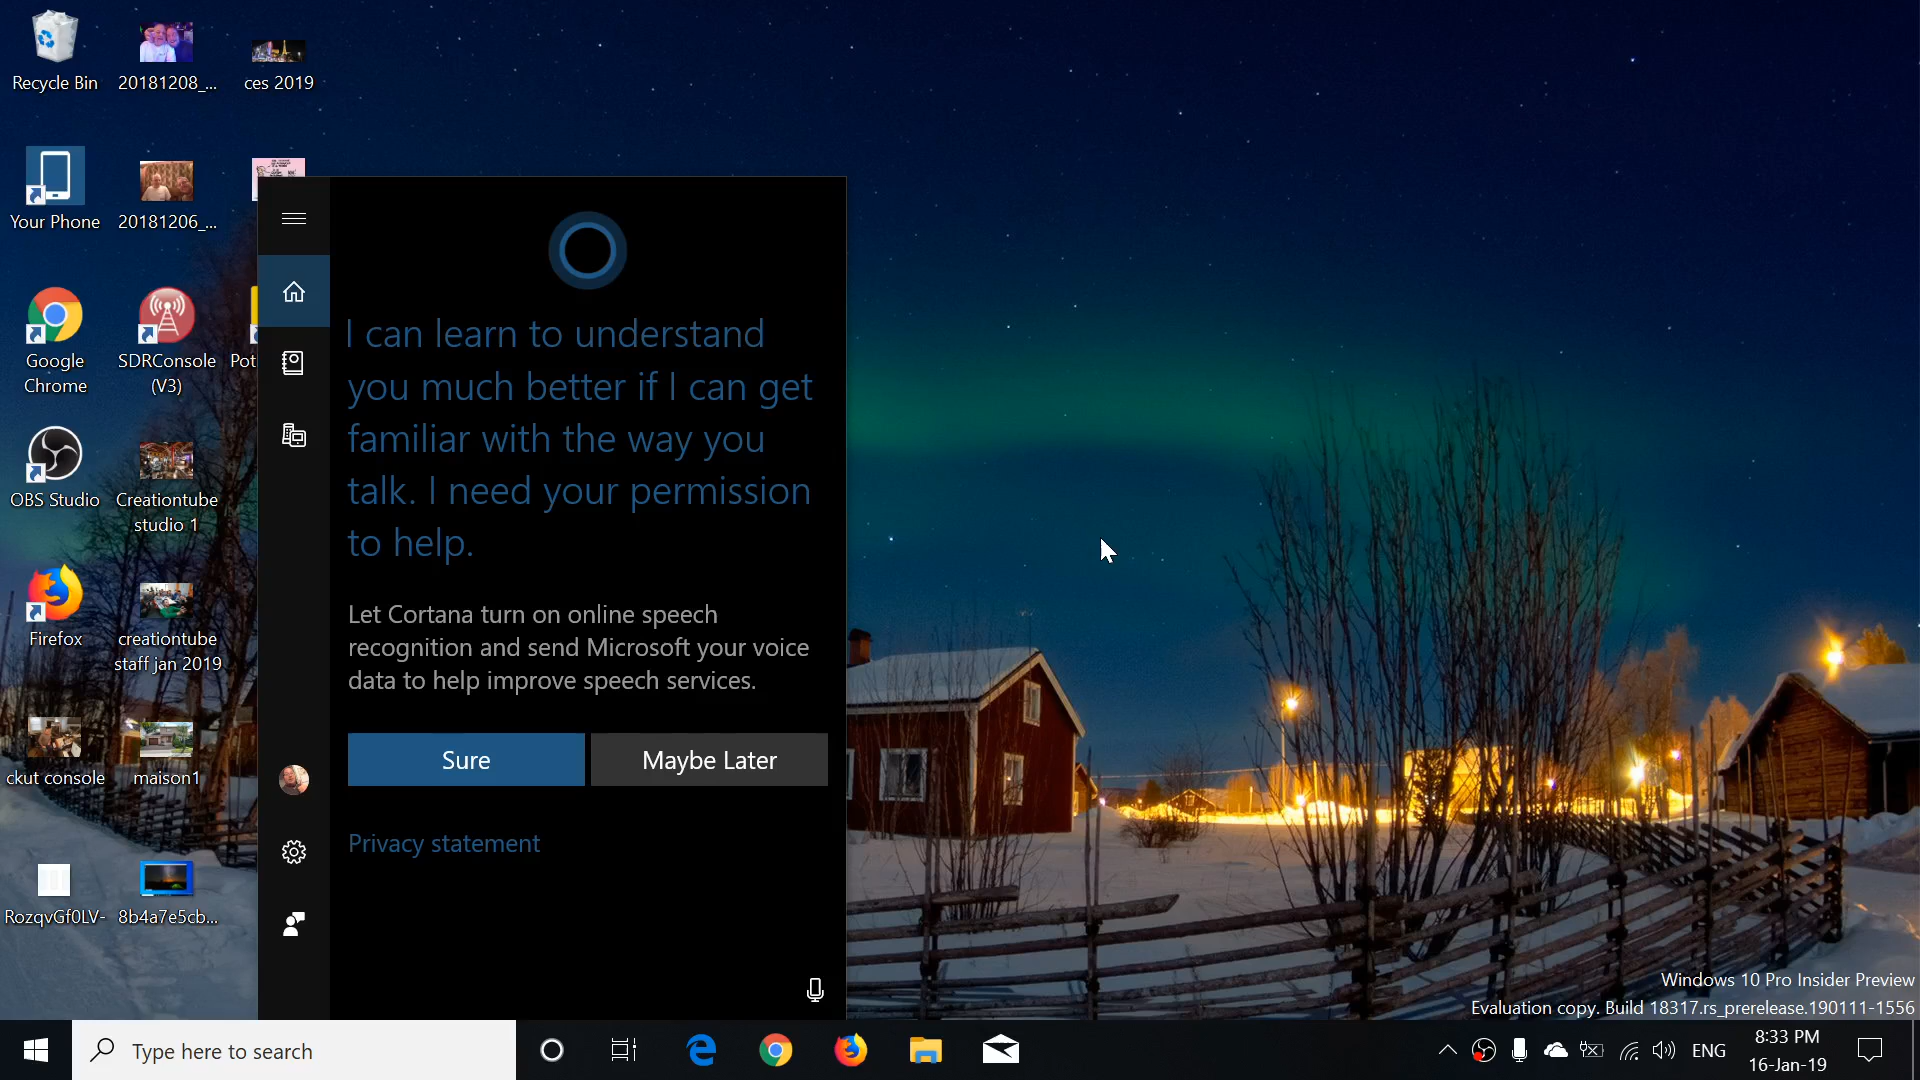 Recycle Bin
20181208_...
ces 2019
Your Phone
20181206_...
Google
Chrome
SDRConsole
(V3)
Pot
OBS Studio
Creationtube
studio 1
Firefox
creationtube
staff jan 2019
ckut console
maison1
RozqvGf0LV-
8b4a7e5cb...
I can learn to understand
you much better if I can get
familiar with the way you
talk. I need your permission
to help.
Let Cortana turn on online speech
recognition and send Microsoft your voice
data to help improve speech services.
Sure
Maybe Later
Privacy statement
Windows 10 Pro Insider Preview
Evaluation copy. Build 18317.rs_prerelease.190111-1556
Type here to search
ENG
8:33 PM
16-Jan-19